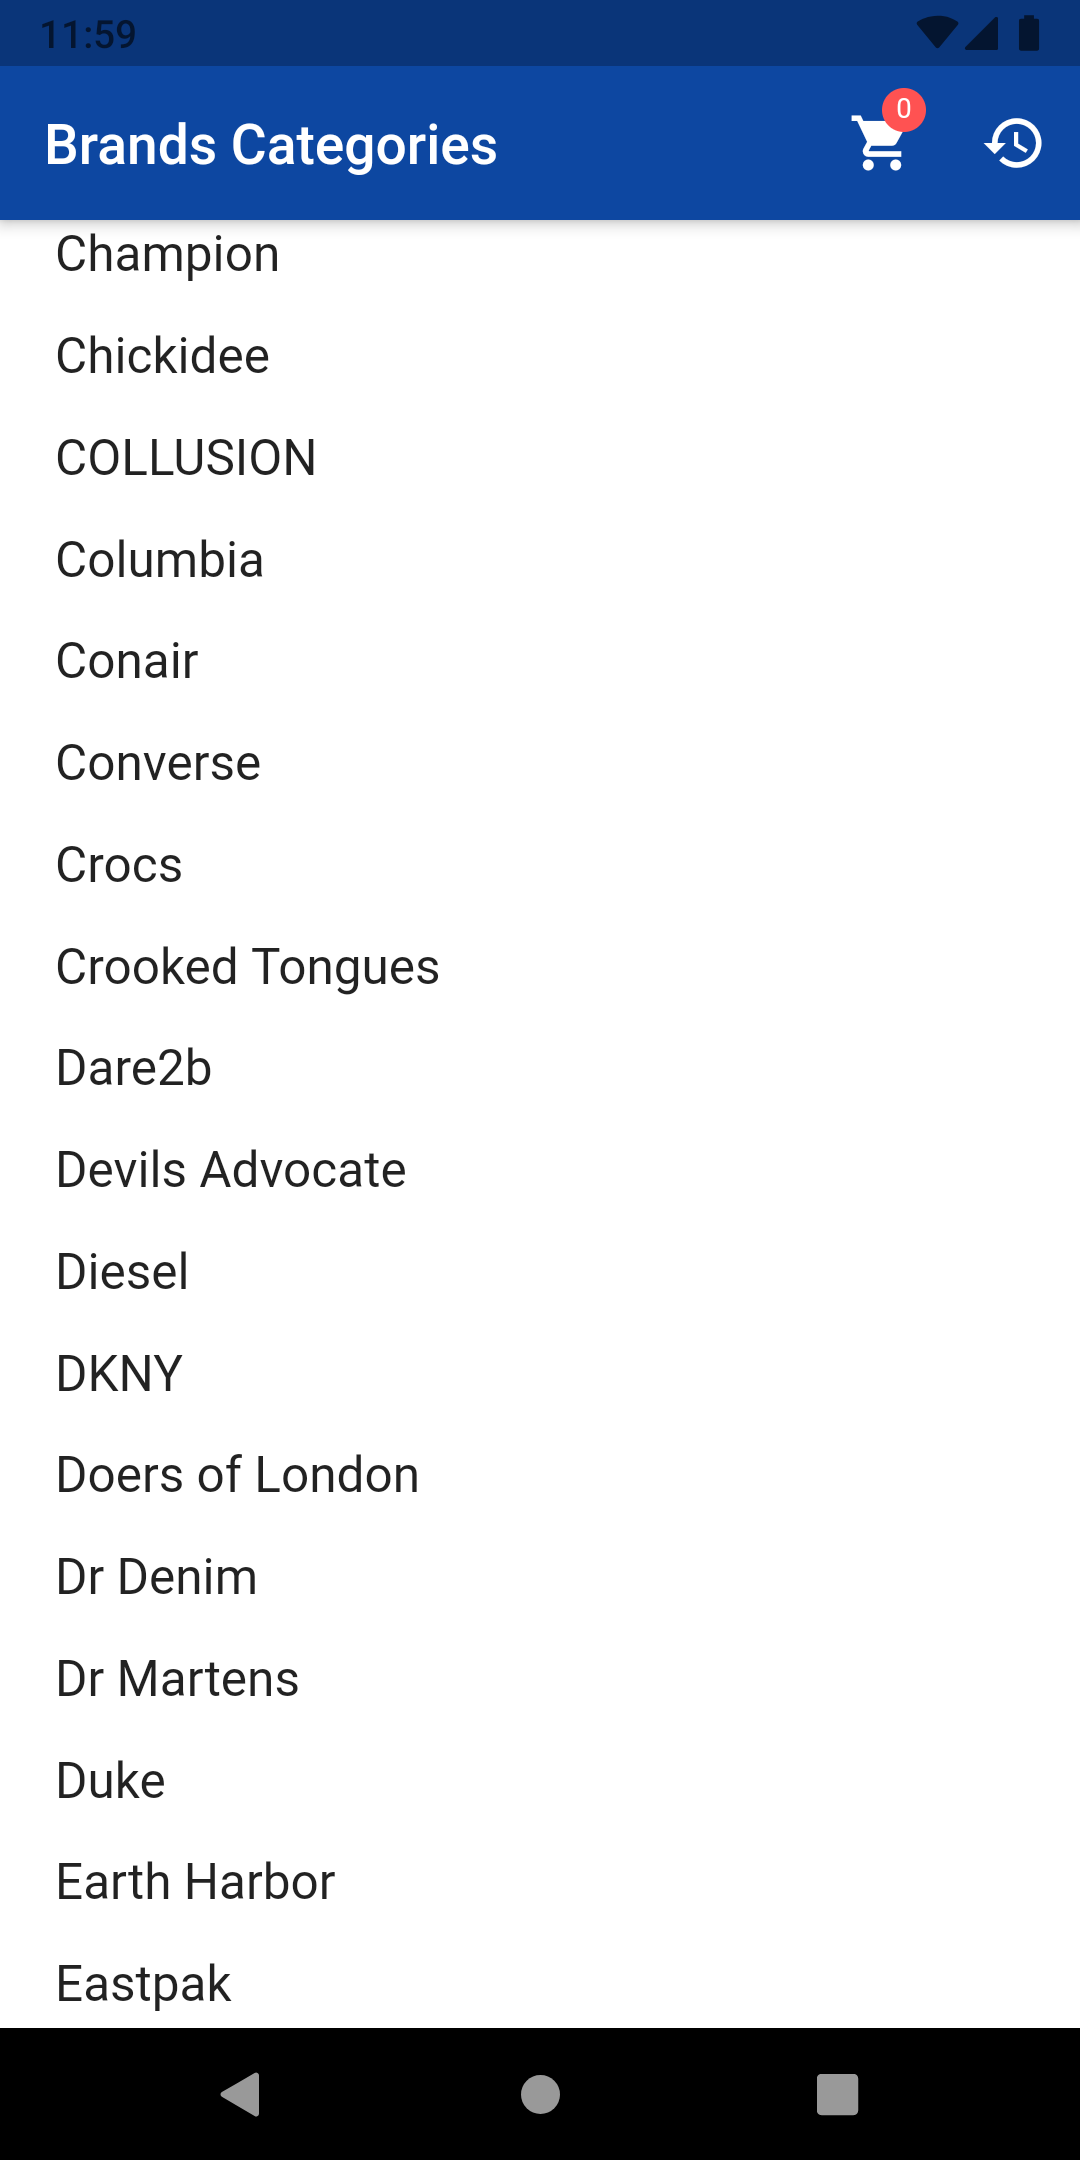 11:59
Brands Categories
0
Champion
Chickidee
COLLUSION
Columbia
Conair
Converse
Crocs
Crooked Tongues
Dare2b
Devils Advocate
Diesel
DKNY
Doers of London
Dr Denim
Dr Martens
Duke
Earth Harbor
Eastpak